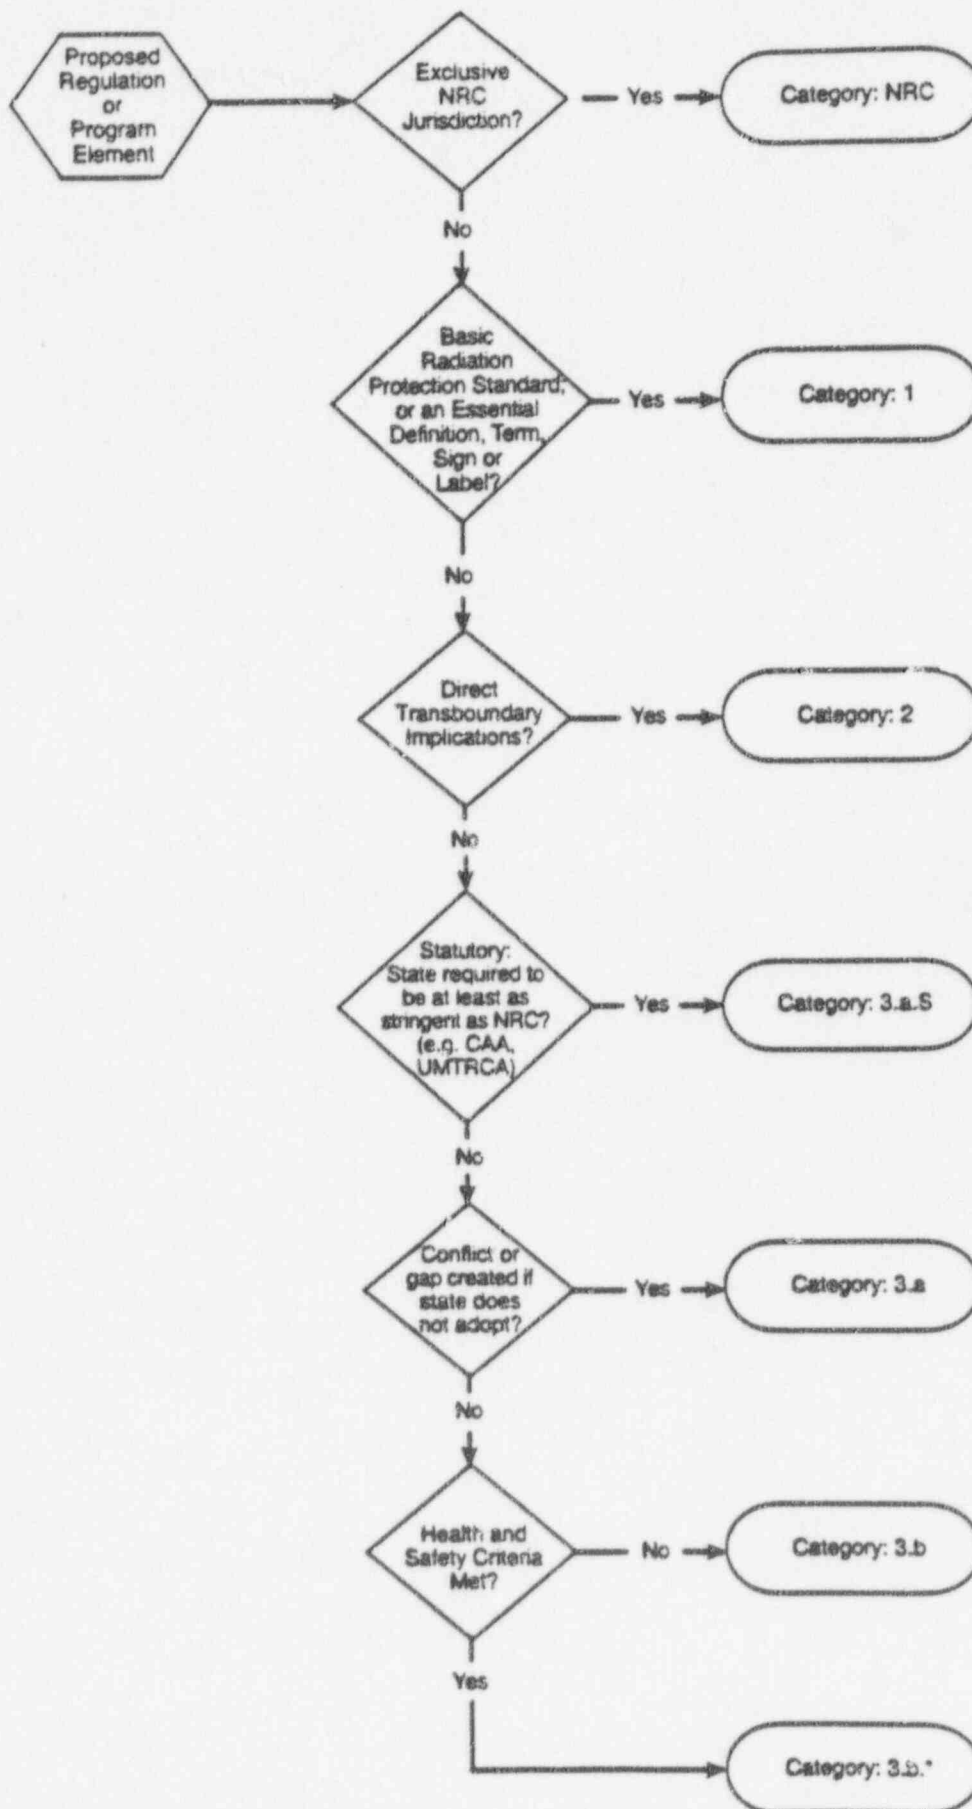 Proposed
Regulation
or
Program
Element
Exclusive
NRC
Jurisdiction?
Yes
Category: NRC
No
Basic
Radiation
Protection Standard;
or an Essential
Definition, Term,
Sign or
Label?
Yes
Category: 1
No
Direct
Transboundary
Implications?
Yes
Category: 2
No
Statutory:
State required to
be at least as
stringent as NRC?
(e.g. CAA,
UMTRCA)
Yes
Category: 3.a.S
No
Conflict or
gap created if
state does
not adopt?
Yes
Category: 3.a
No
Health and
Safety Criteria
Met?
No
Category: 3.b
Yes
Category: 3.b.*